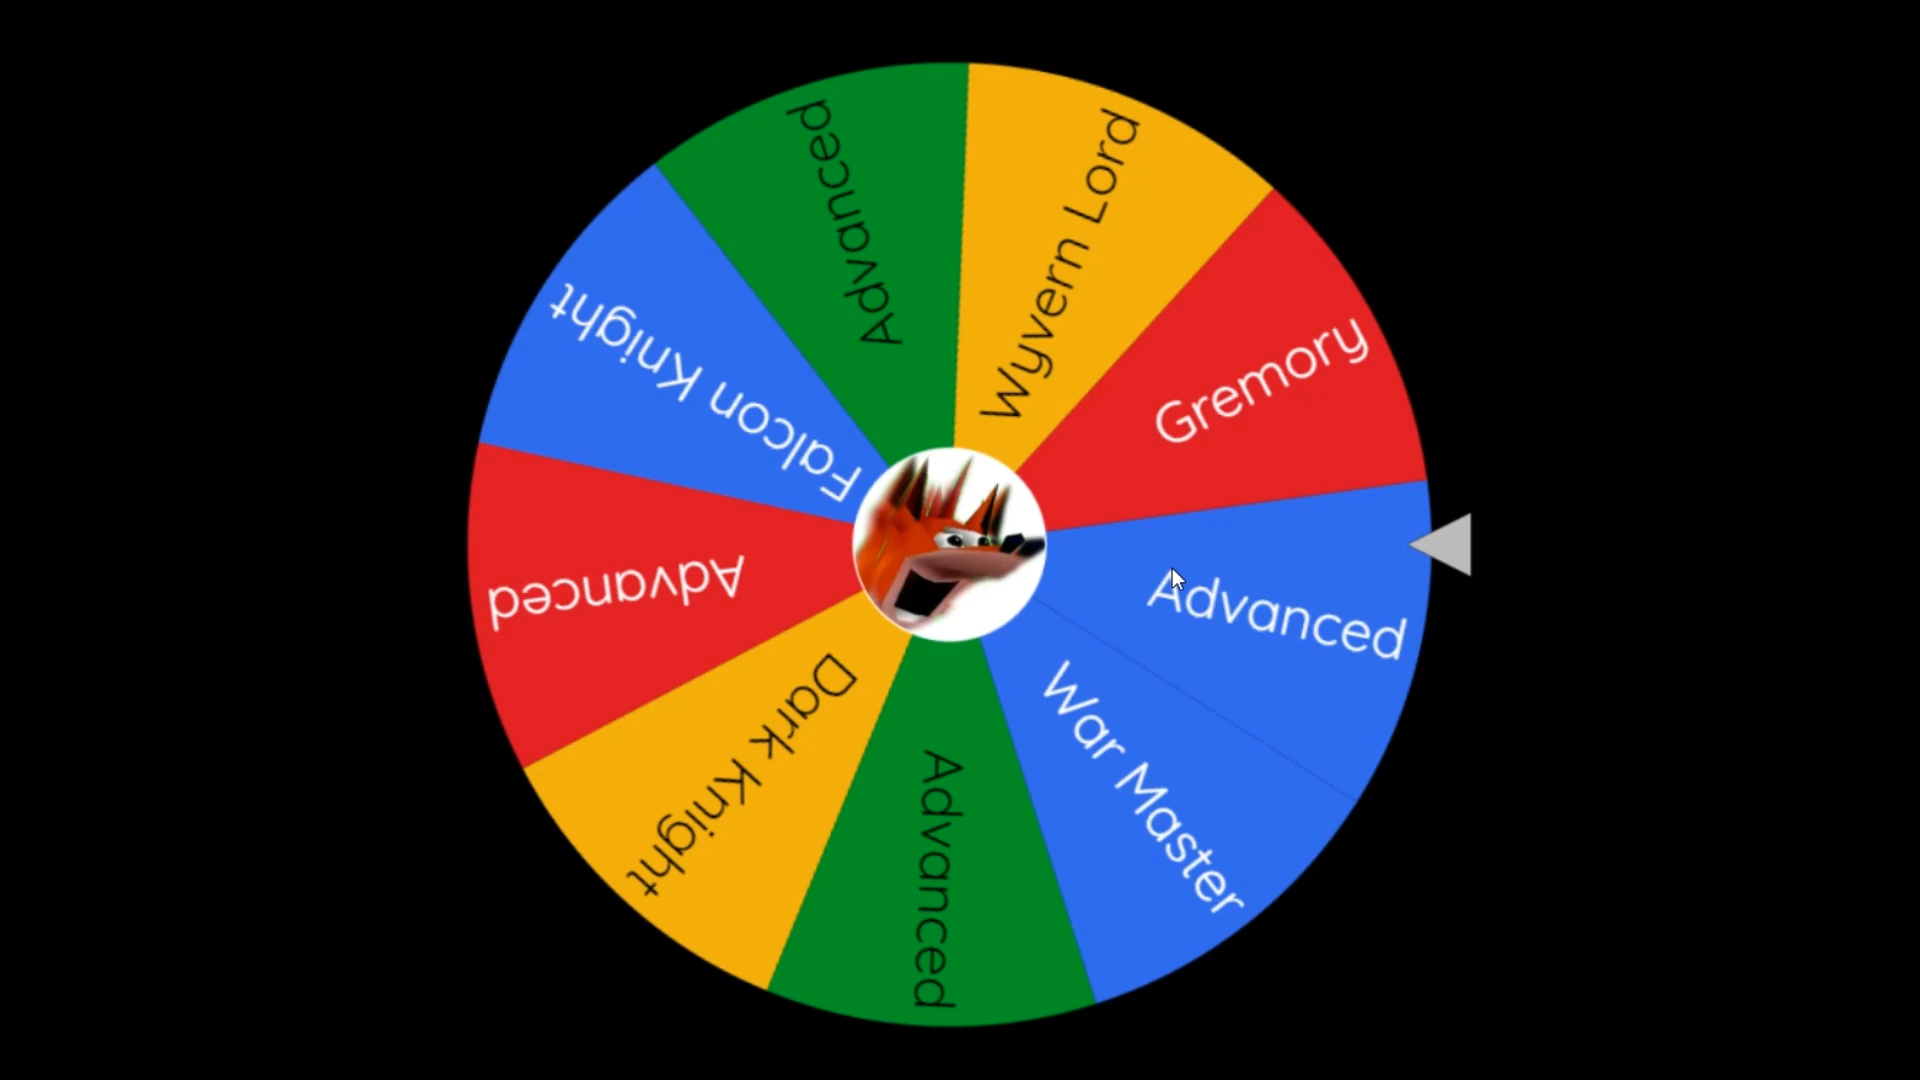 Advanced
Wyvern Lord
Gremory
Advanced
War Master
Advanced
Dark Knight
Advanced
Falcon Knight